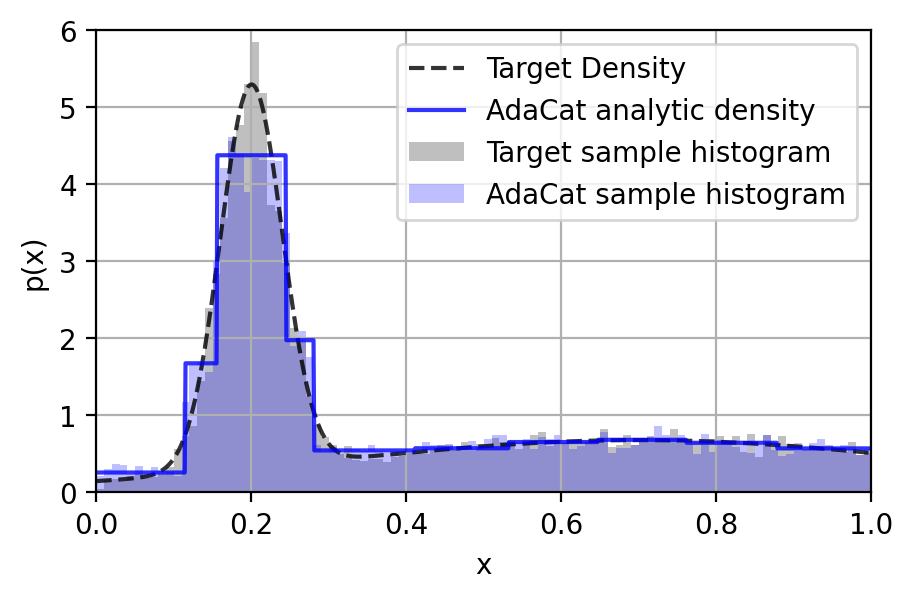 6
5
4
3
2
1
0
p(x)
Target Density
AdaCat analytic density
Target sample histogram
AdaCat sample histogram
0.0 0.2 0.4 0.6 0.8 1.0
x